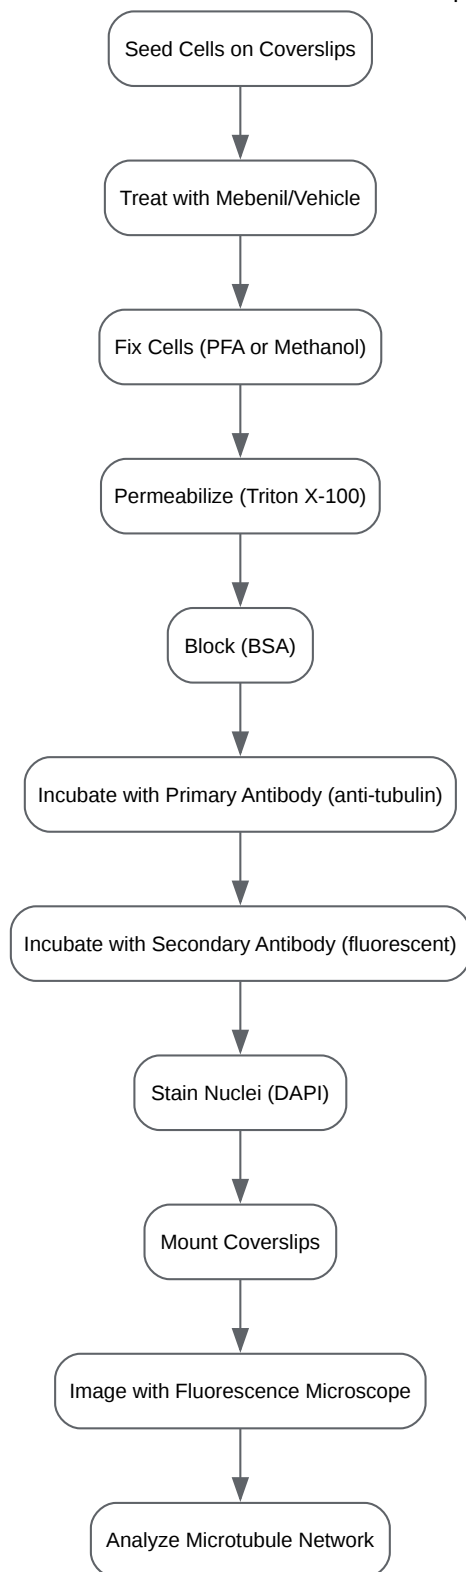 Seed Cells on Coverslips
Treat with Mebenil/Vehicle
Fix Cells (PFA or Methanol)
Permeabilize (Triton X-100)
Block (BSA)
Incubate with Primary Antibody (anti-tubulin)
Incubate with Secondary Antibody (fluorescent)
Stain Nuclei (DAPI)
Mount Coverslips
Image with Fluorescence Microscope
Analyze Microtubule Network